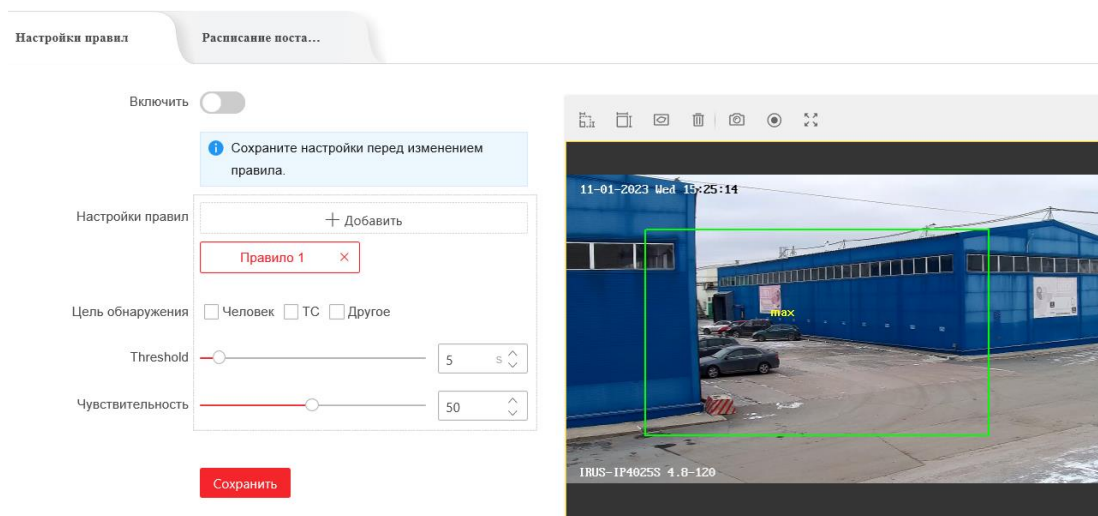 Настройки правил
Расписание поста...
Включить
Сохраните настройки перед изменением
правила.
Настройки правил
Добавить
Правило 1
Цель обнаружения
Человек ТС Другое
Threshold
5 s
Чувствительность
50
Сохранить
11-01-2023 Wed 15:25:14
max
IRUS-IP4025S 4.8-120